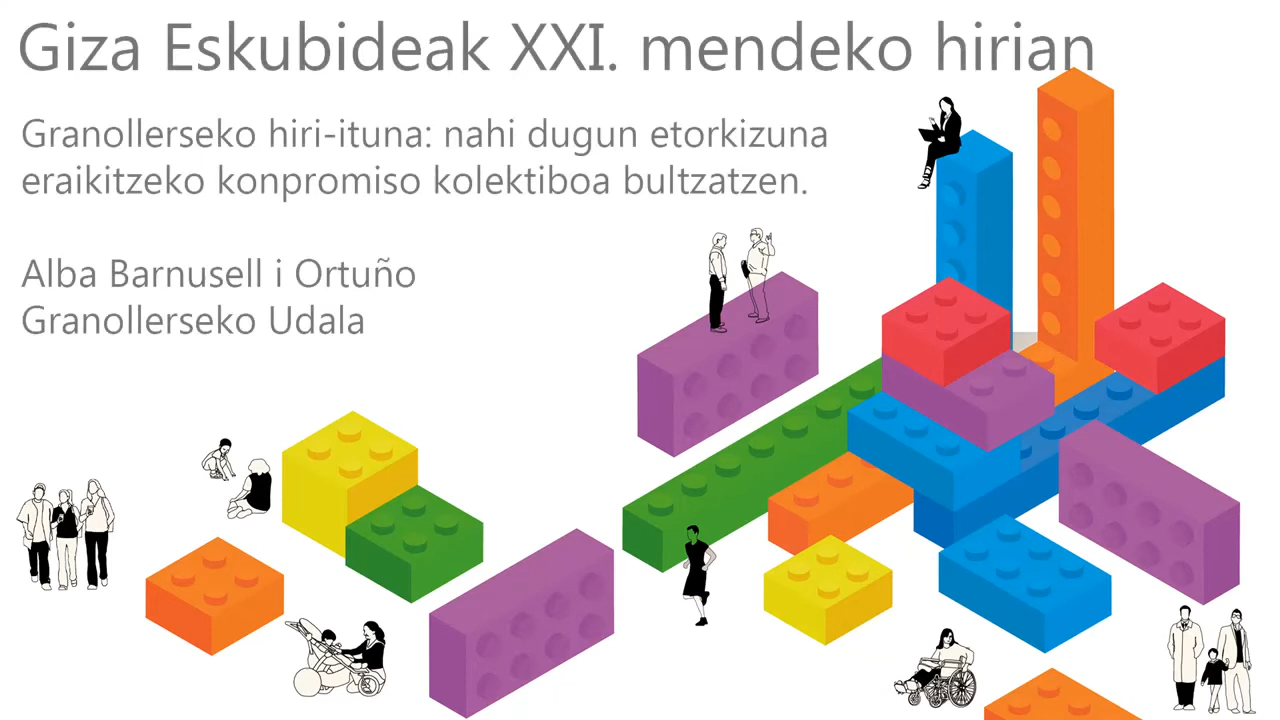 Giza Eskubideak XXI. mendeko hirian
Granollerseko hiri-ituna: nahi dugun etorkizuna
eraikitzeko konpromiso kolektiboa bultzatzen.
Alba Barnusell i Ortuño
Granollerseko Udala